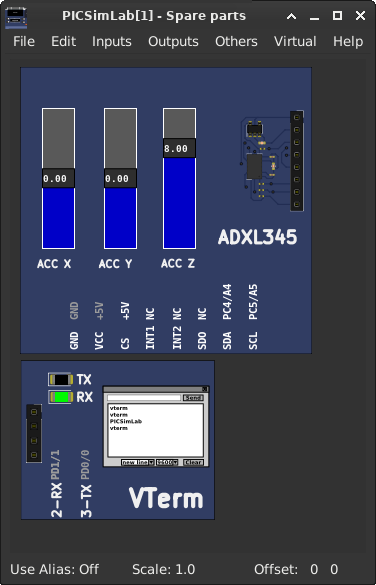 PICSimLab[1] - Spare parts
File Edit Inputs Outputs Others Virtual Help
0.00 0.00 8.00
ADXL345
ACC X ACC Y ACC Z
GND GND
VCC +5V
CS +5V
INT1 NC
INT2 NC
SDO NC
SDA PC4/A4
SCL PC5/A5
TX
RX
Send
vterm
vterm
PICSimLab
vterm
new line 9600 Clear
2-RX PD1/1
3-TX PD0/0
VTerm
Use Alias: Off Scale: 1.0 Offset: 0 0